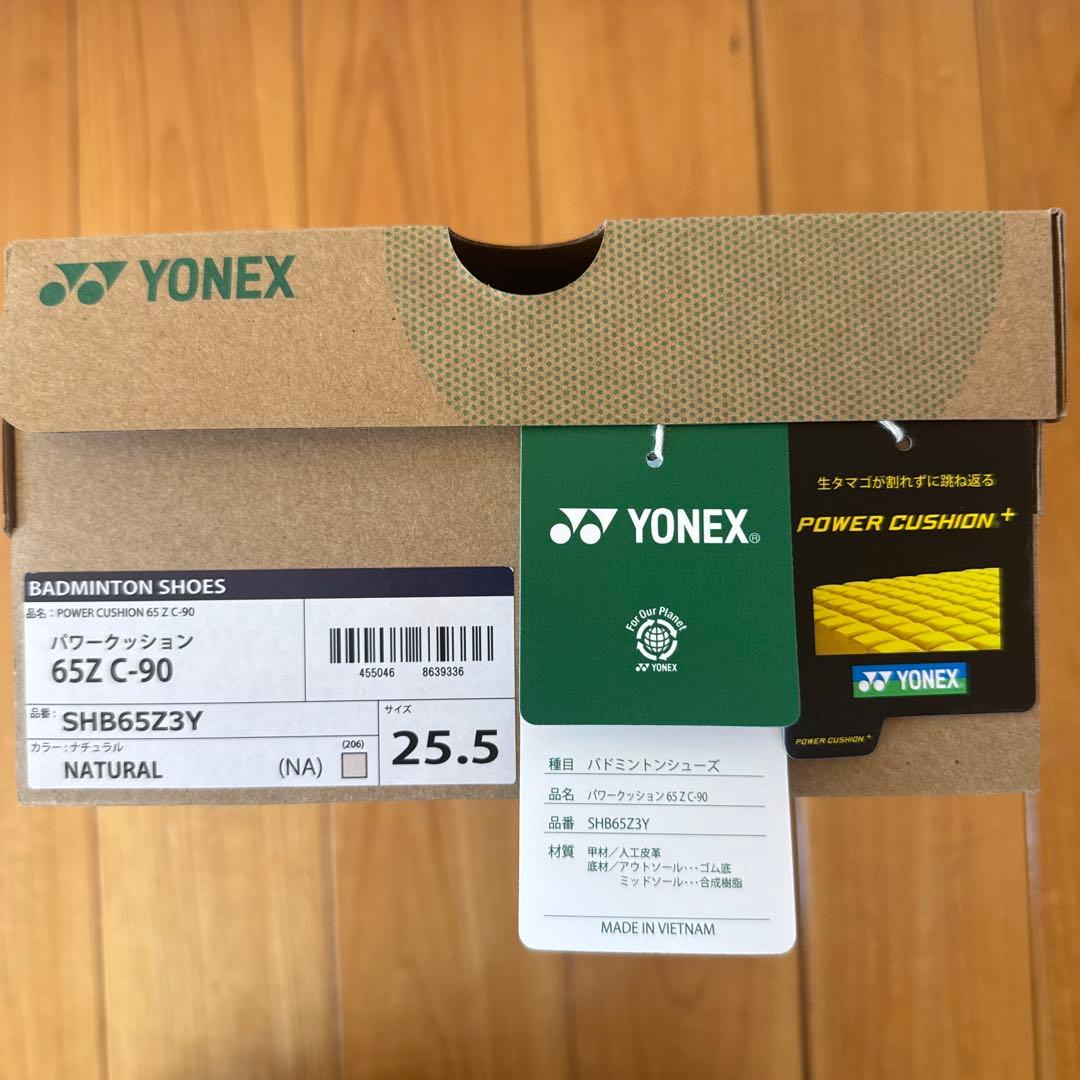 YONEX
BADMINTON SHOES
品名：POWER CUSHION 65 Z C-90
パワークッション
65Z C-90
455046 8639336
品番：SHB65Z3Y
カラー：ナチュラル
NATURAL (NA) (206)
サイズ
25.5
YONEX®
For Our Planet
YONEX
種目 バドミントンシューズ
品名 パワークッション 65 Z C-90
品番 SHB65Z3Y
材質 甲材／人工皮革
底材／アウトソール･･･ゴム底
ミッドソール･･･合成樹脂
MADE IN VIETNAM
生タマゴが割れずに跳ね返る
POWER CUSHION®+
YONEX
POWER CUSHION+